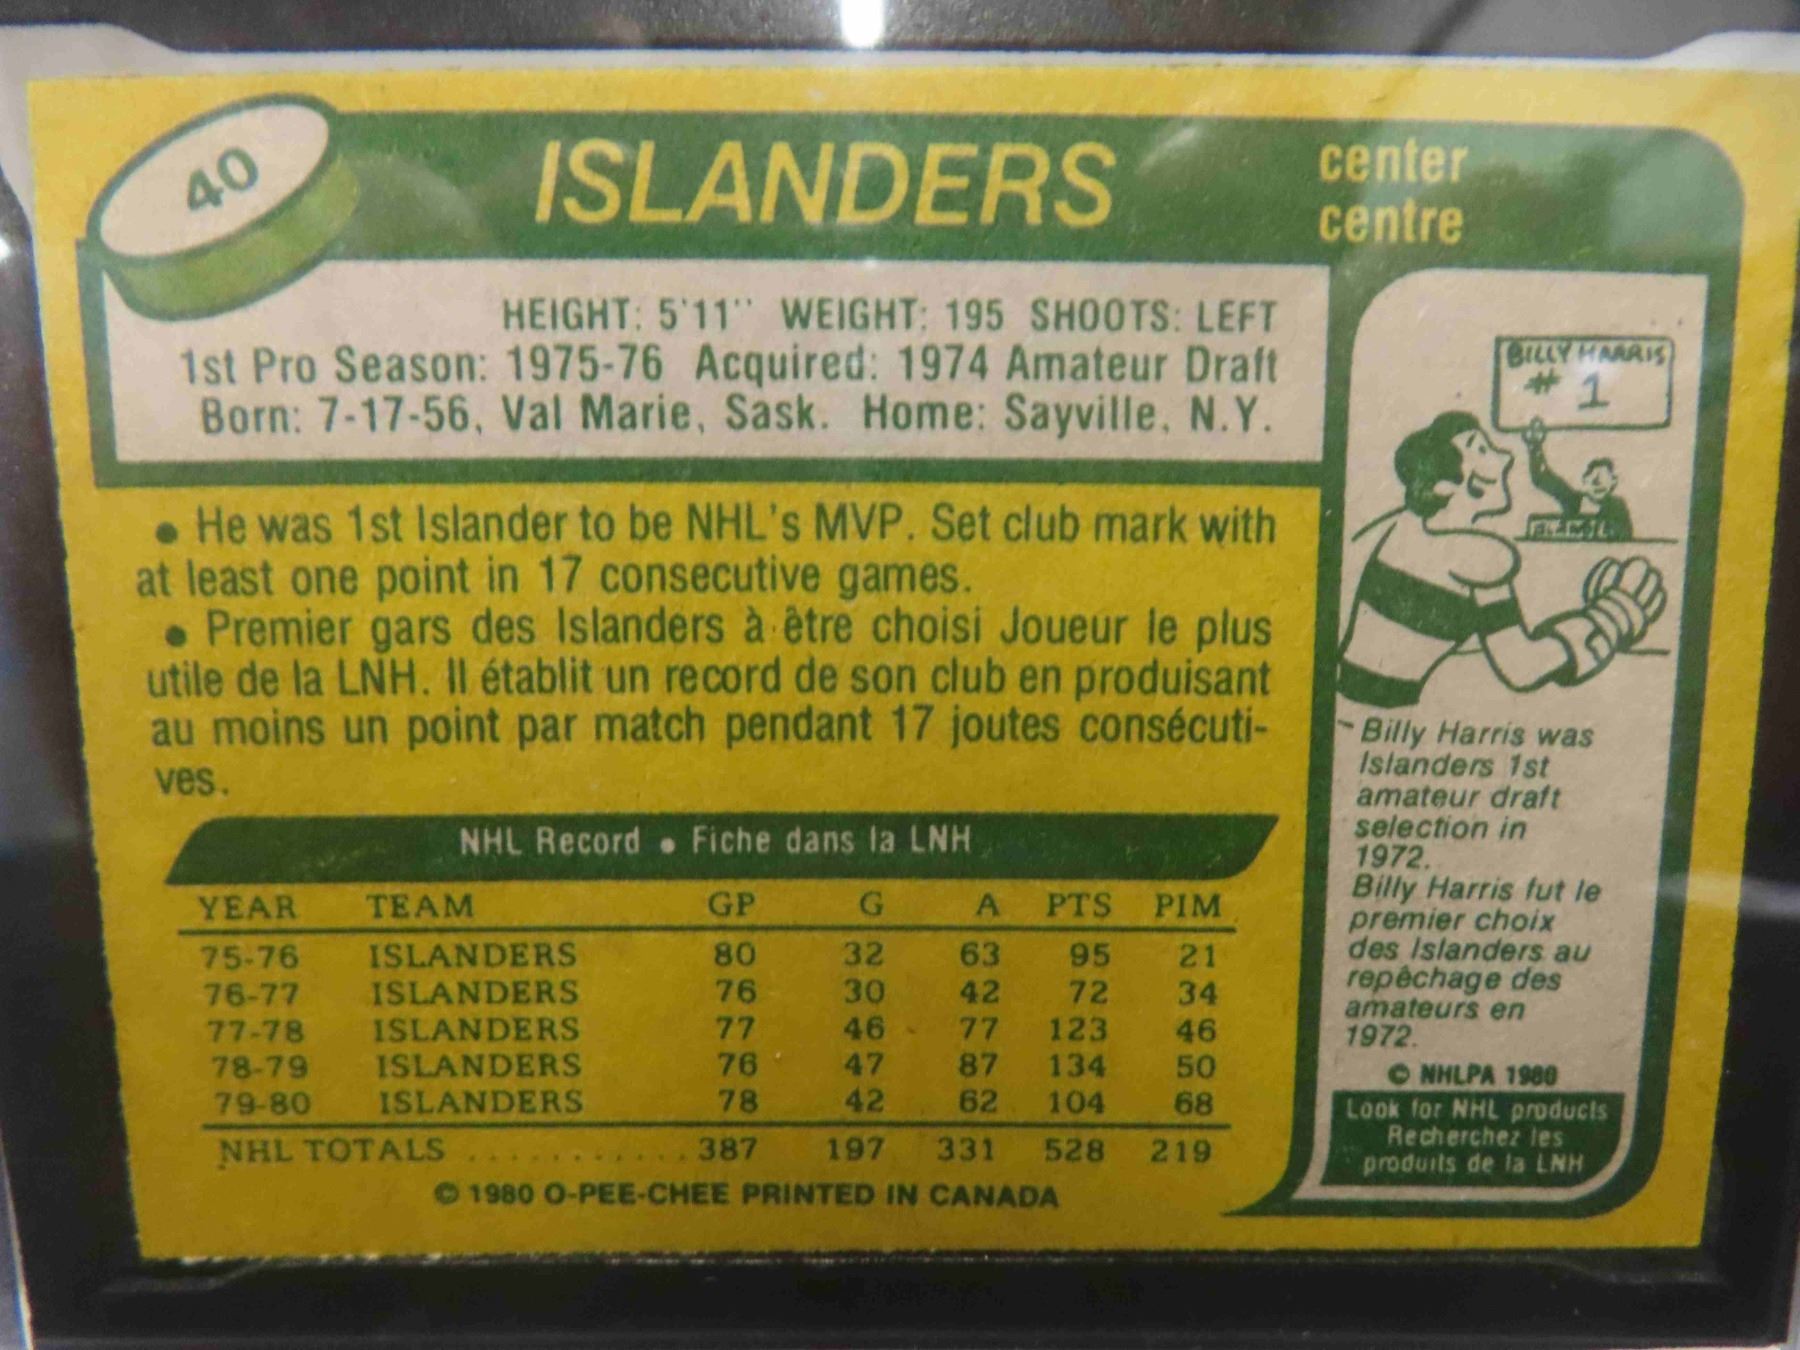 40
ISLANDERS
center
centre
HEIGHT: 5'11" WEIGHT: 195 SHOOTS: LEFT
1st Pro Season: 1975-76 Acquired: 1974 Amateur Draft
Born: 7-17-56, Val Marie, Sask. Home: Sayville, N.Y.
• He was 1st Islander to be NHL's MVP. Set club mark with
at least one point in 17 consecutive games.
• Premier gars des Islanders à être choisi Joueur le plus
utile de la LNH. Il établit un record de son club en produisant
au moins un point par match pendant 17 joutes consécuti-
ves.
NHL Record • Fiche dans la LNH
YEAR TEAM GP G A PTS PIM
75-76 ISLANDERS 80 32 63 95 21
76-77 ISLANDERS 76 30 42 72 34
77-78 ISLANDERS 77 46 77 123 46
78-79 ISLANDERS 76 47 87 134 50
79-80 ISLANDERS 78 42 62 104 68
NHL TOTALS ............ 387 197 331 528 219
© 1980 O-PEE-CHEE PRINTED IN CANADA
BILLY HARRIS
# 1
Billy Harris was
Islanders 1st
amateur draft
selection in
1972.
Billy Harris fut le
premier choix
des Islanders au
repêchage des
amateurs en
1972.
© NHLPA 1980
Look for NHL products
Recherchez les
produits de la LNH